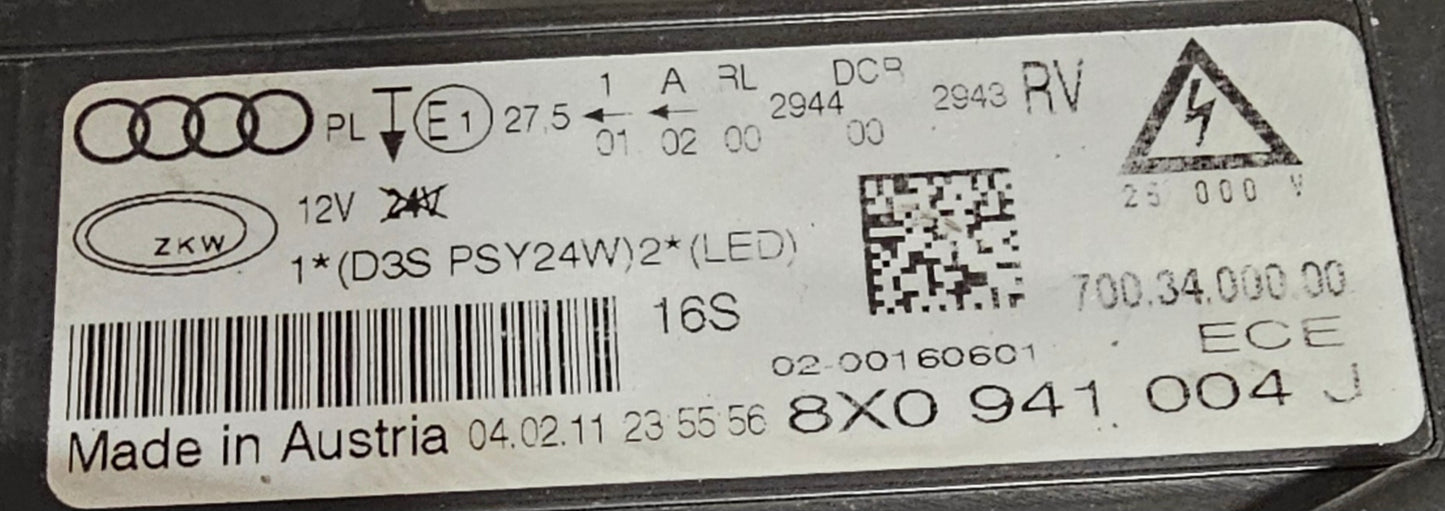 PL E1 27,5 1 A RL DCR RV
01 02 00 2944 00 2943
12V 24V
25 000 V
ZKW
1*(D3S PSY24W)2*(LED)
16S
700.34.000.00
ECE
02-00160601
Made in Austria 04.02.11 23 55 56 8X0 941 004 J